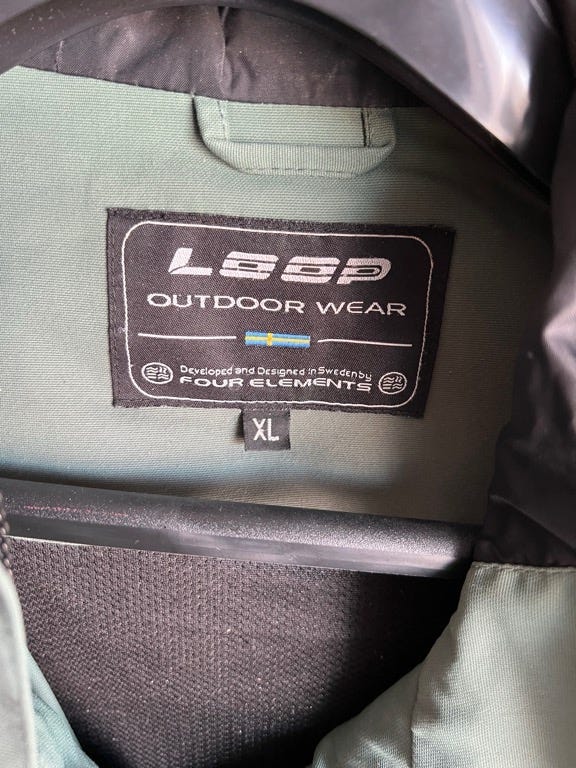 LOOP
OUTDOOR WEAR
Developed and Designed in Sweden by
FOUR ELEMENTS
XL